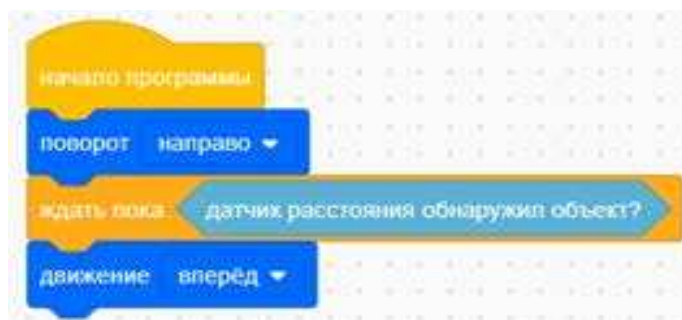 начало программы
поворот направо
ждать пока датчик расстояния обнаружил объект?
движение вперёд